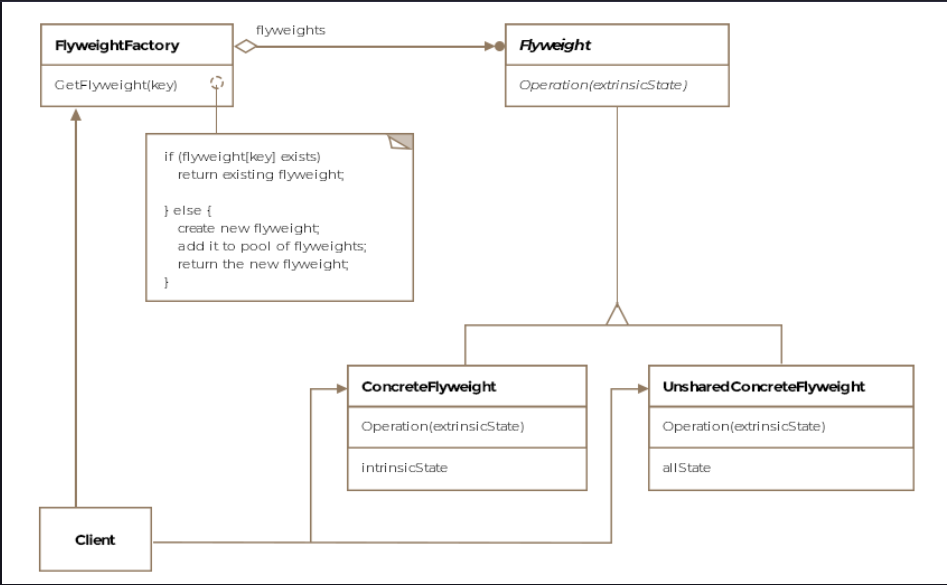 FlyweightFactory
GetFlyweight(key)
flyweights
Flyweight
Operation(extrinsicState)
if (flyweight[key] exists)
return existing flyweight;
} else {
create new flyweight;
add it to pool of flyweights;
return the new flyweight;
}
ConcreteFlyweight
Operation(extrinsicState)
intrinsicState
UnsharedConcreteFlyweight
Operation(extrinsicState)
allState
Client